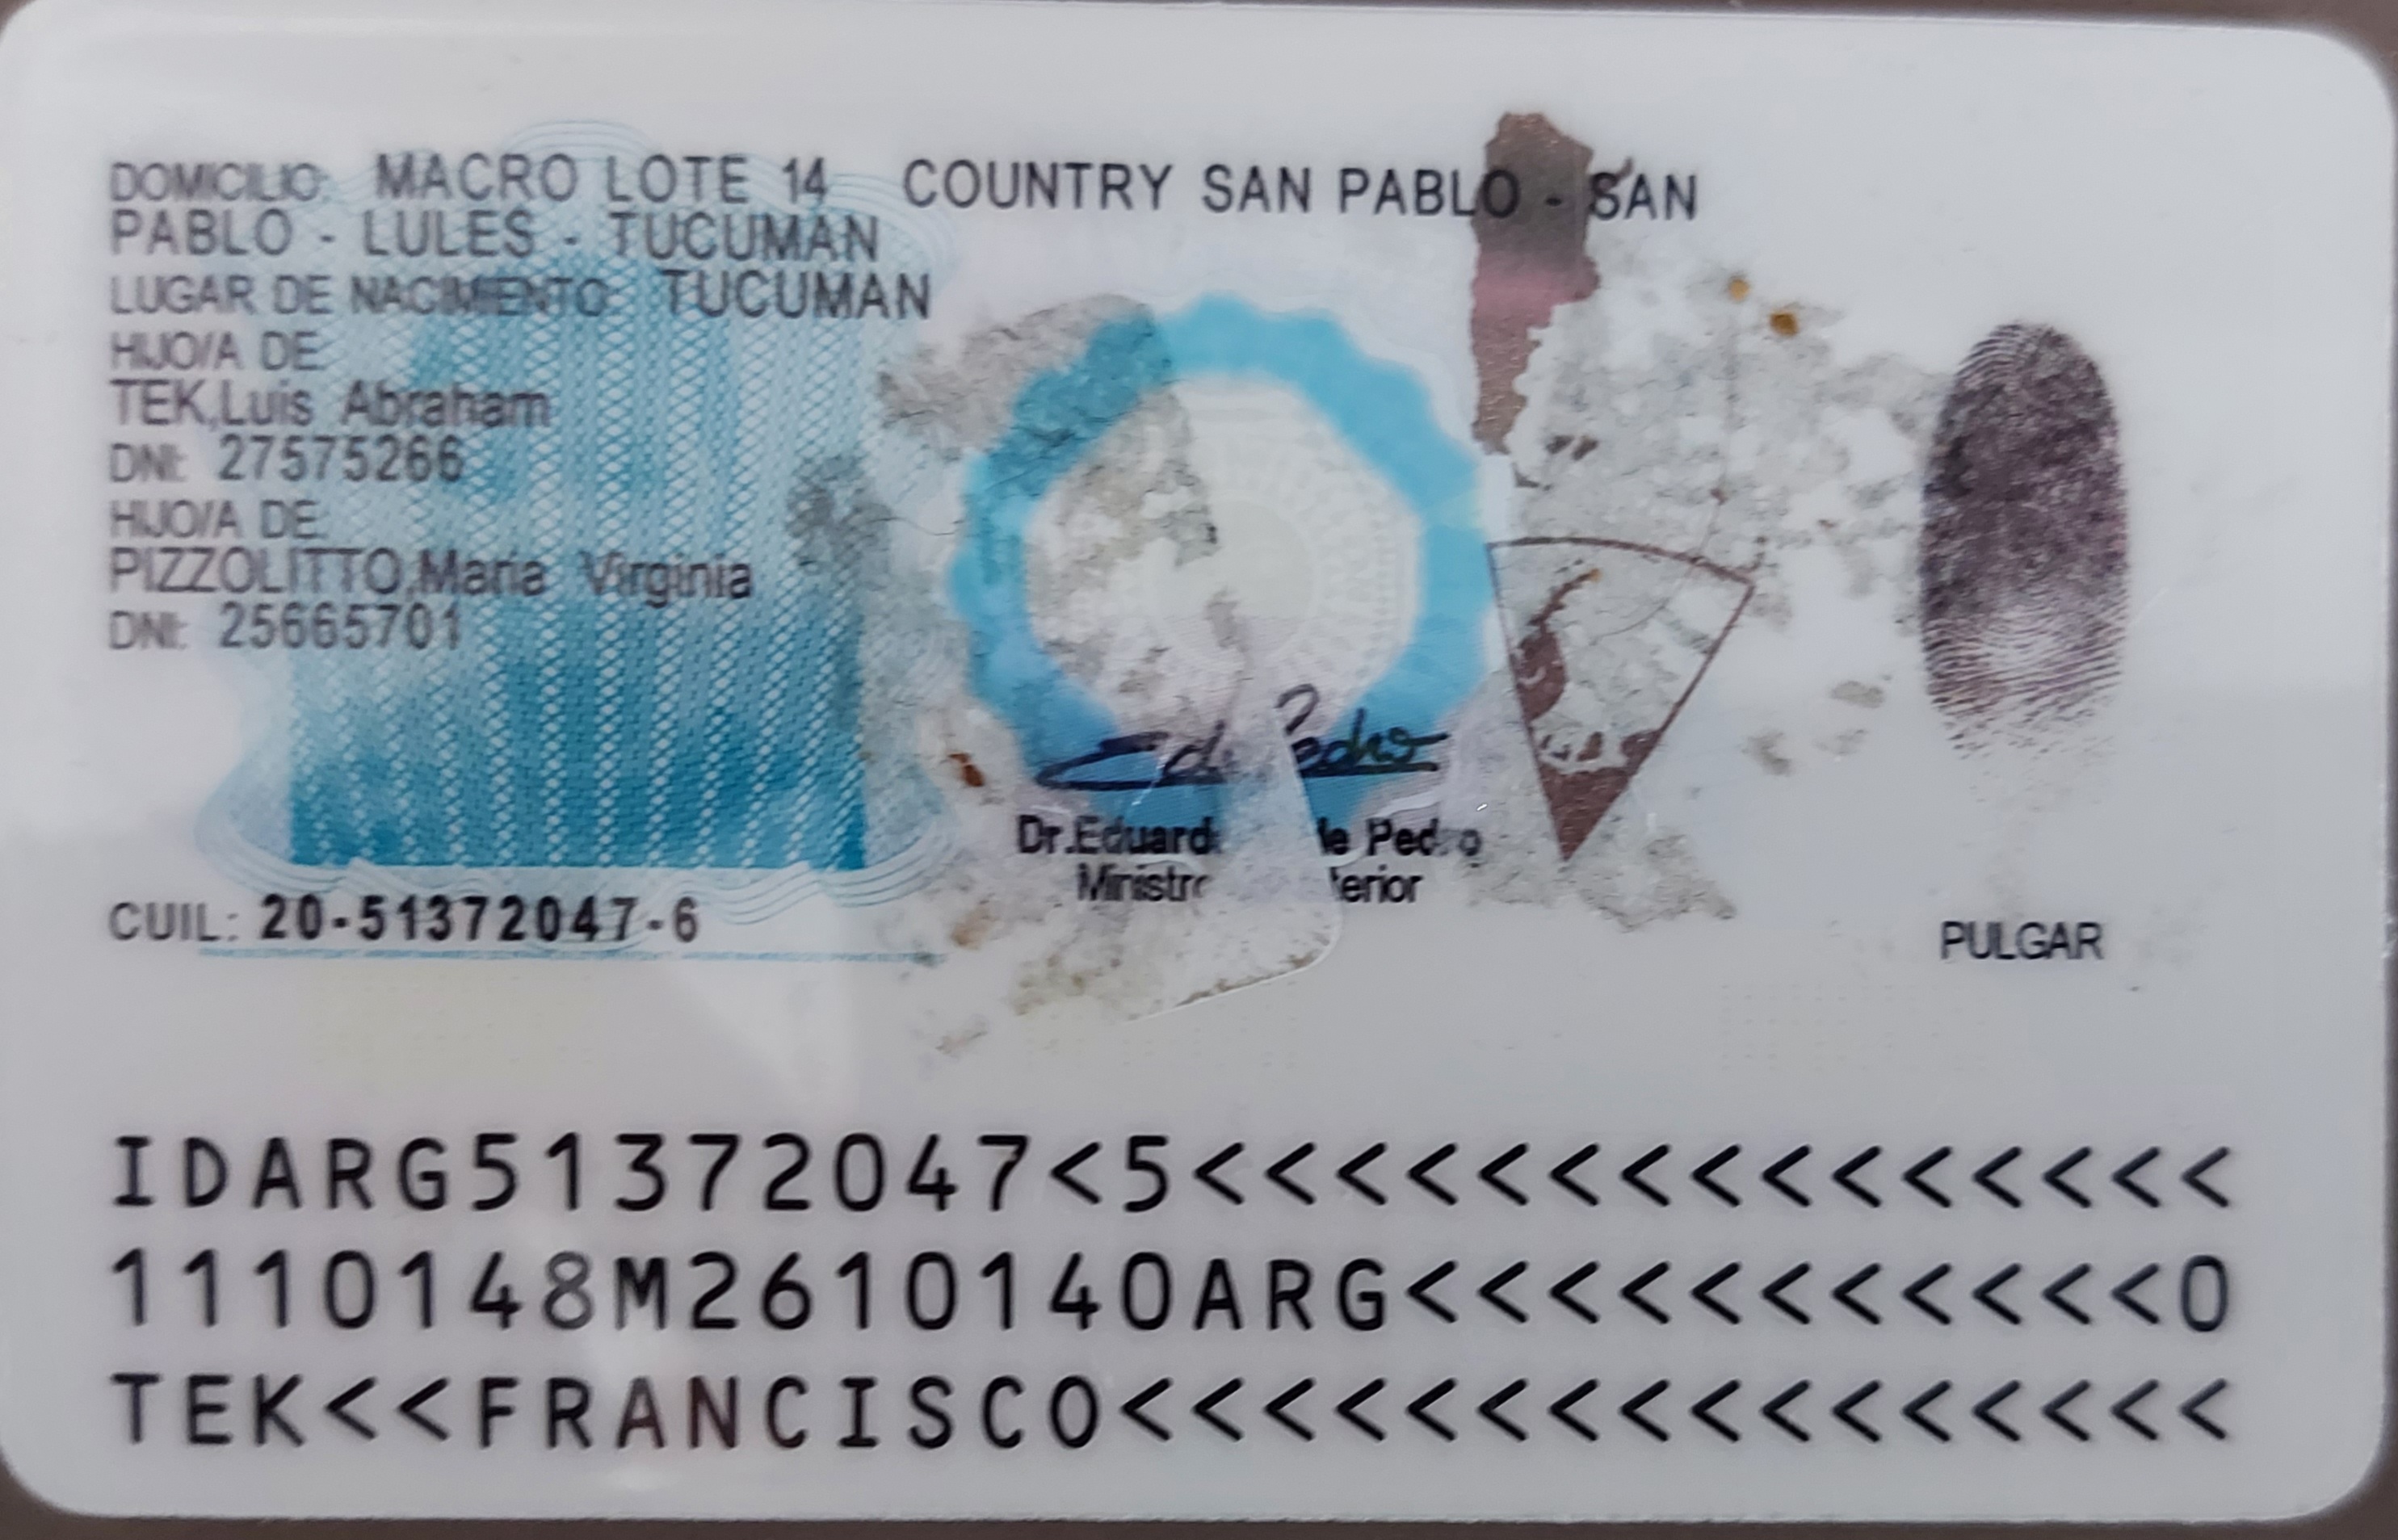 DOMICILIO: MACRO LOTE 14 COUNTRY SAN PABLO - SAN
PABLO - LULES - TUCUMAN
LUGAR DE NACIMIENTO: TUCUMAN
HIJO/A DE
TEK,Luis Abraham
DNI: 27575266
HIJO/A DE
PIZZOLITTO,Maria Virginia
DNI: 25665701
EdePedro
Dr.Eduard de Pedro
Ministro terior
CUIL: 20-51372047-6
PULGAR
IDARG51372047<5<<<<<<<<<<<<<<<
1110148M2610140ARG<<<<<<<<<<<0
TEK<<FRANCISCO<<<<<<<<<<<<<<<<